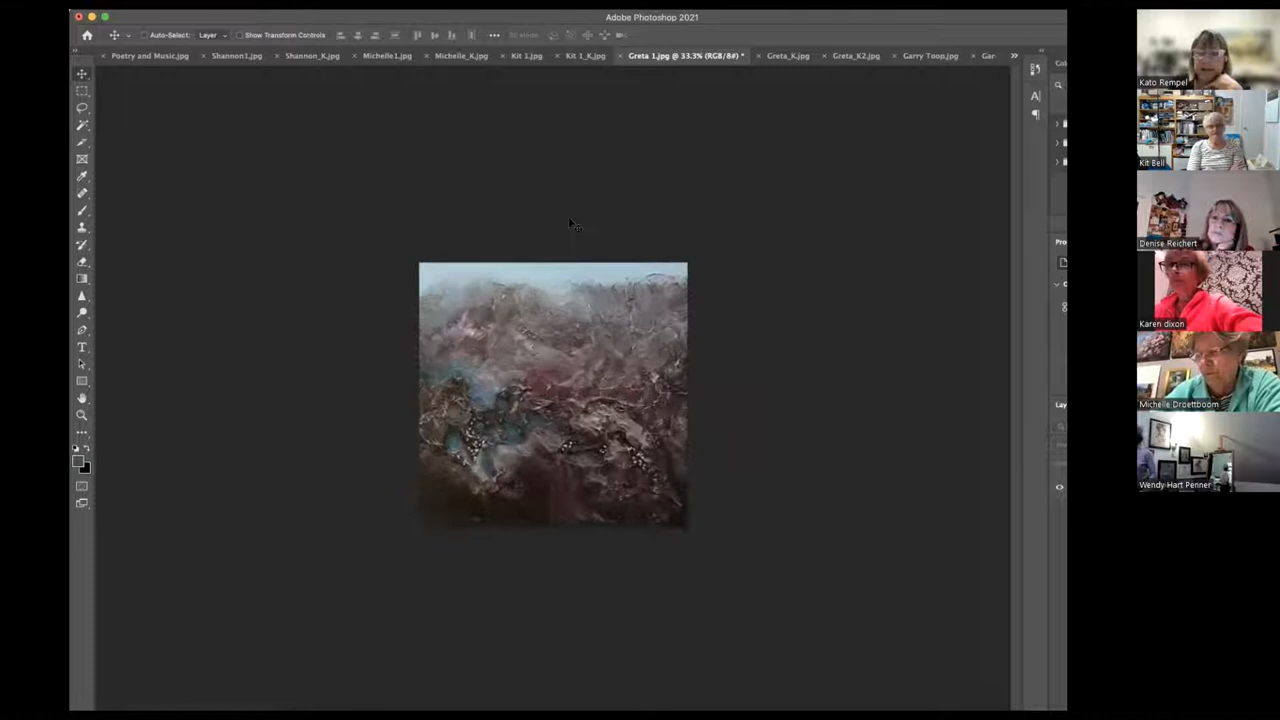 Adobe Photoshop 2021
Auto-Select: Layer Show Transform Controls
Poetry and Music.jpg Shannon1.jpg Shannon_K.jpg Michelle1.jpg Michelle_K.jpg Kit 1.jpg Kit 1_K.jpg Greta 1.jpg @ 33.3% (RGB/8#) * Greta_K.jpg Greta_K2.jpg Garry Toop.jpg Gar
Kato Rempel
Kit Bell
Denise Reichert
Karen dixon
Michelle Droettboom
Wendy Hart Penner